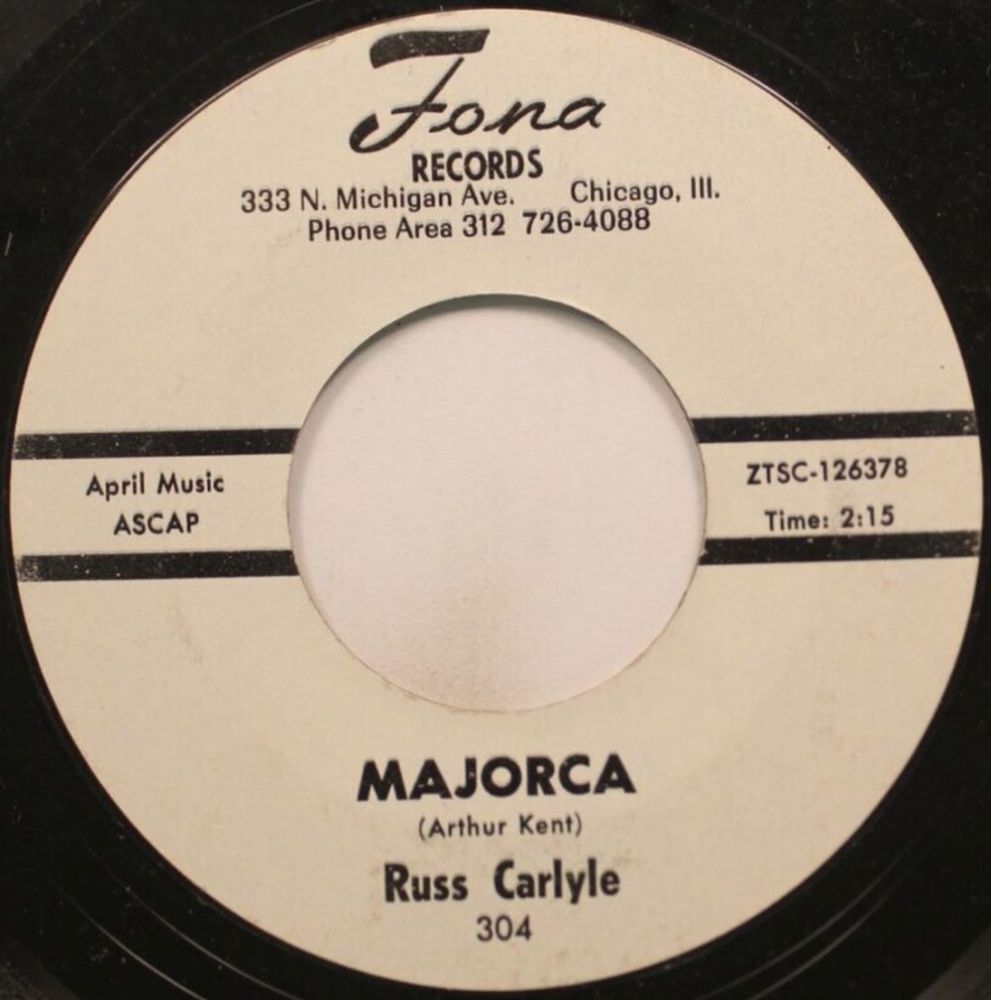 Fona
RECORDS
333 N. Michigan Ave. Chicago, Ill.
Phone Area 312 726-4088
April Music
ASCAP
ZTSC-126378
Time: 2:15
MAJORCA
(Arthur Kent)
Russ Carlyle
304